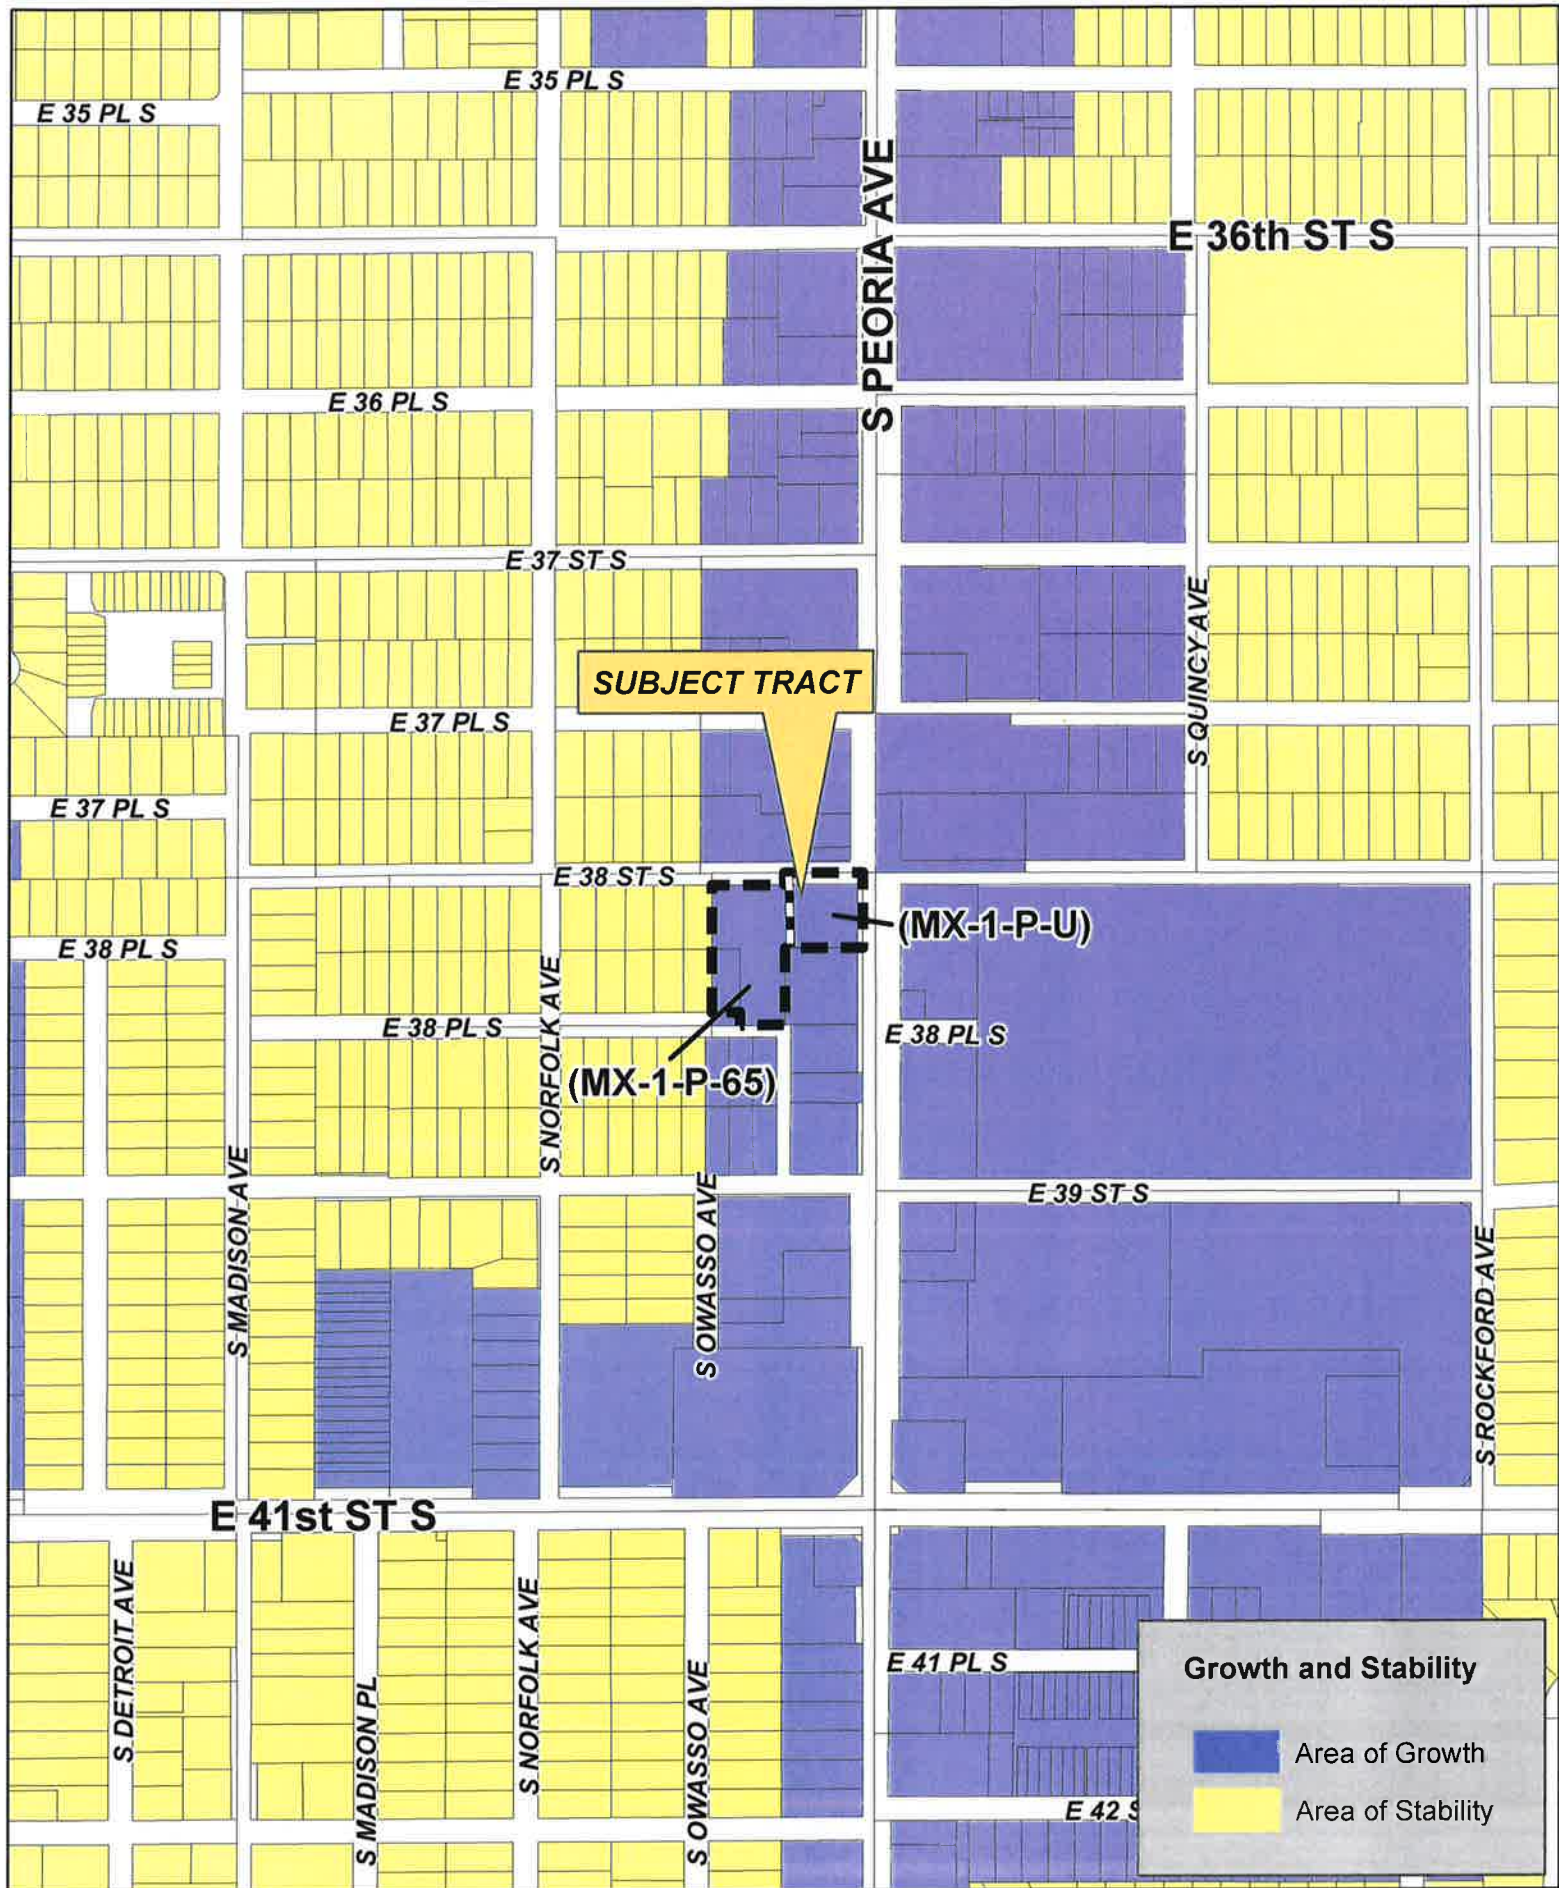 E 35 PL S
E 35 PL S
S PEORIA AVE
E 36th ST S
E 36 PL S
E 37 ST S
S QUINCY AVE
SUBJECT TRACT
E 37 PL S
E 37 PL S
E 38 ST S
(MX-1-P-U)
E 38 PL S
S NORFOLK AVE
E 38 PL S
E 38 PL S
(MX-1-P-65)
S MADISON AVE
S OWASSO AVE
E 39 ST S
S ROCKFORD AVE
E 41st ST S
S DETROIT AVE
S MADISON PL
S NORFOLK AVE
S OWASSO AVE
E 41 PL S
E 42 S
Growth and Stability
Area of Growth
Area of Stability